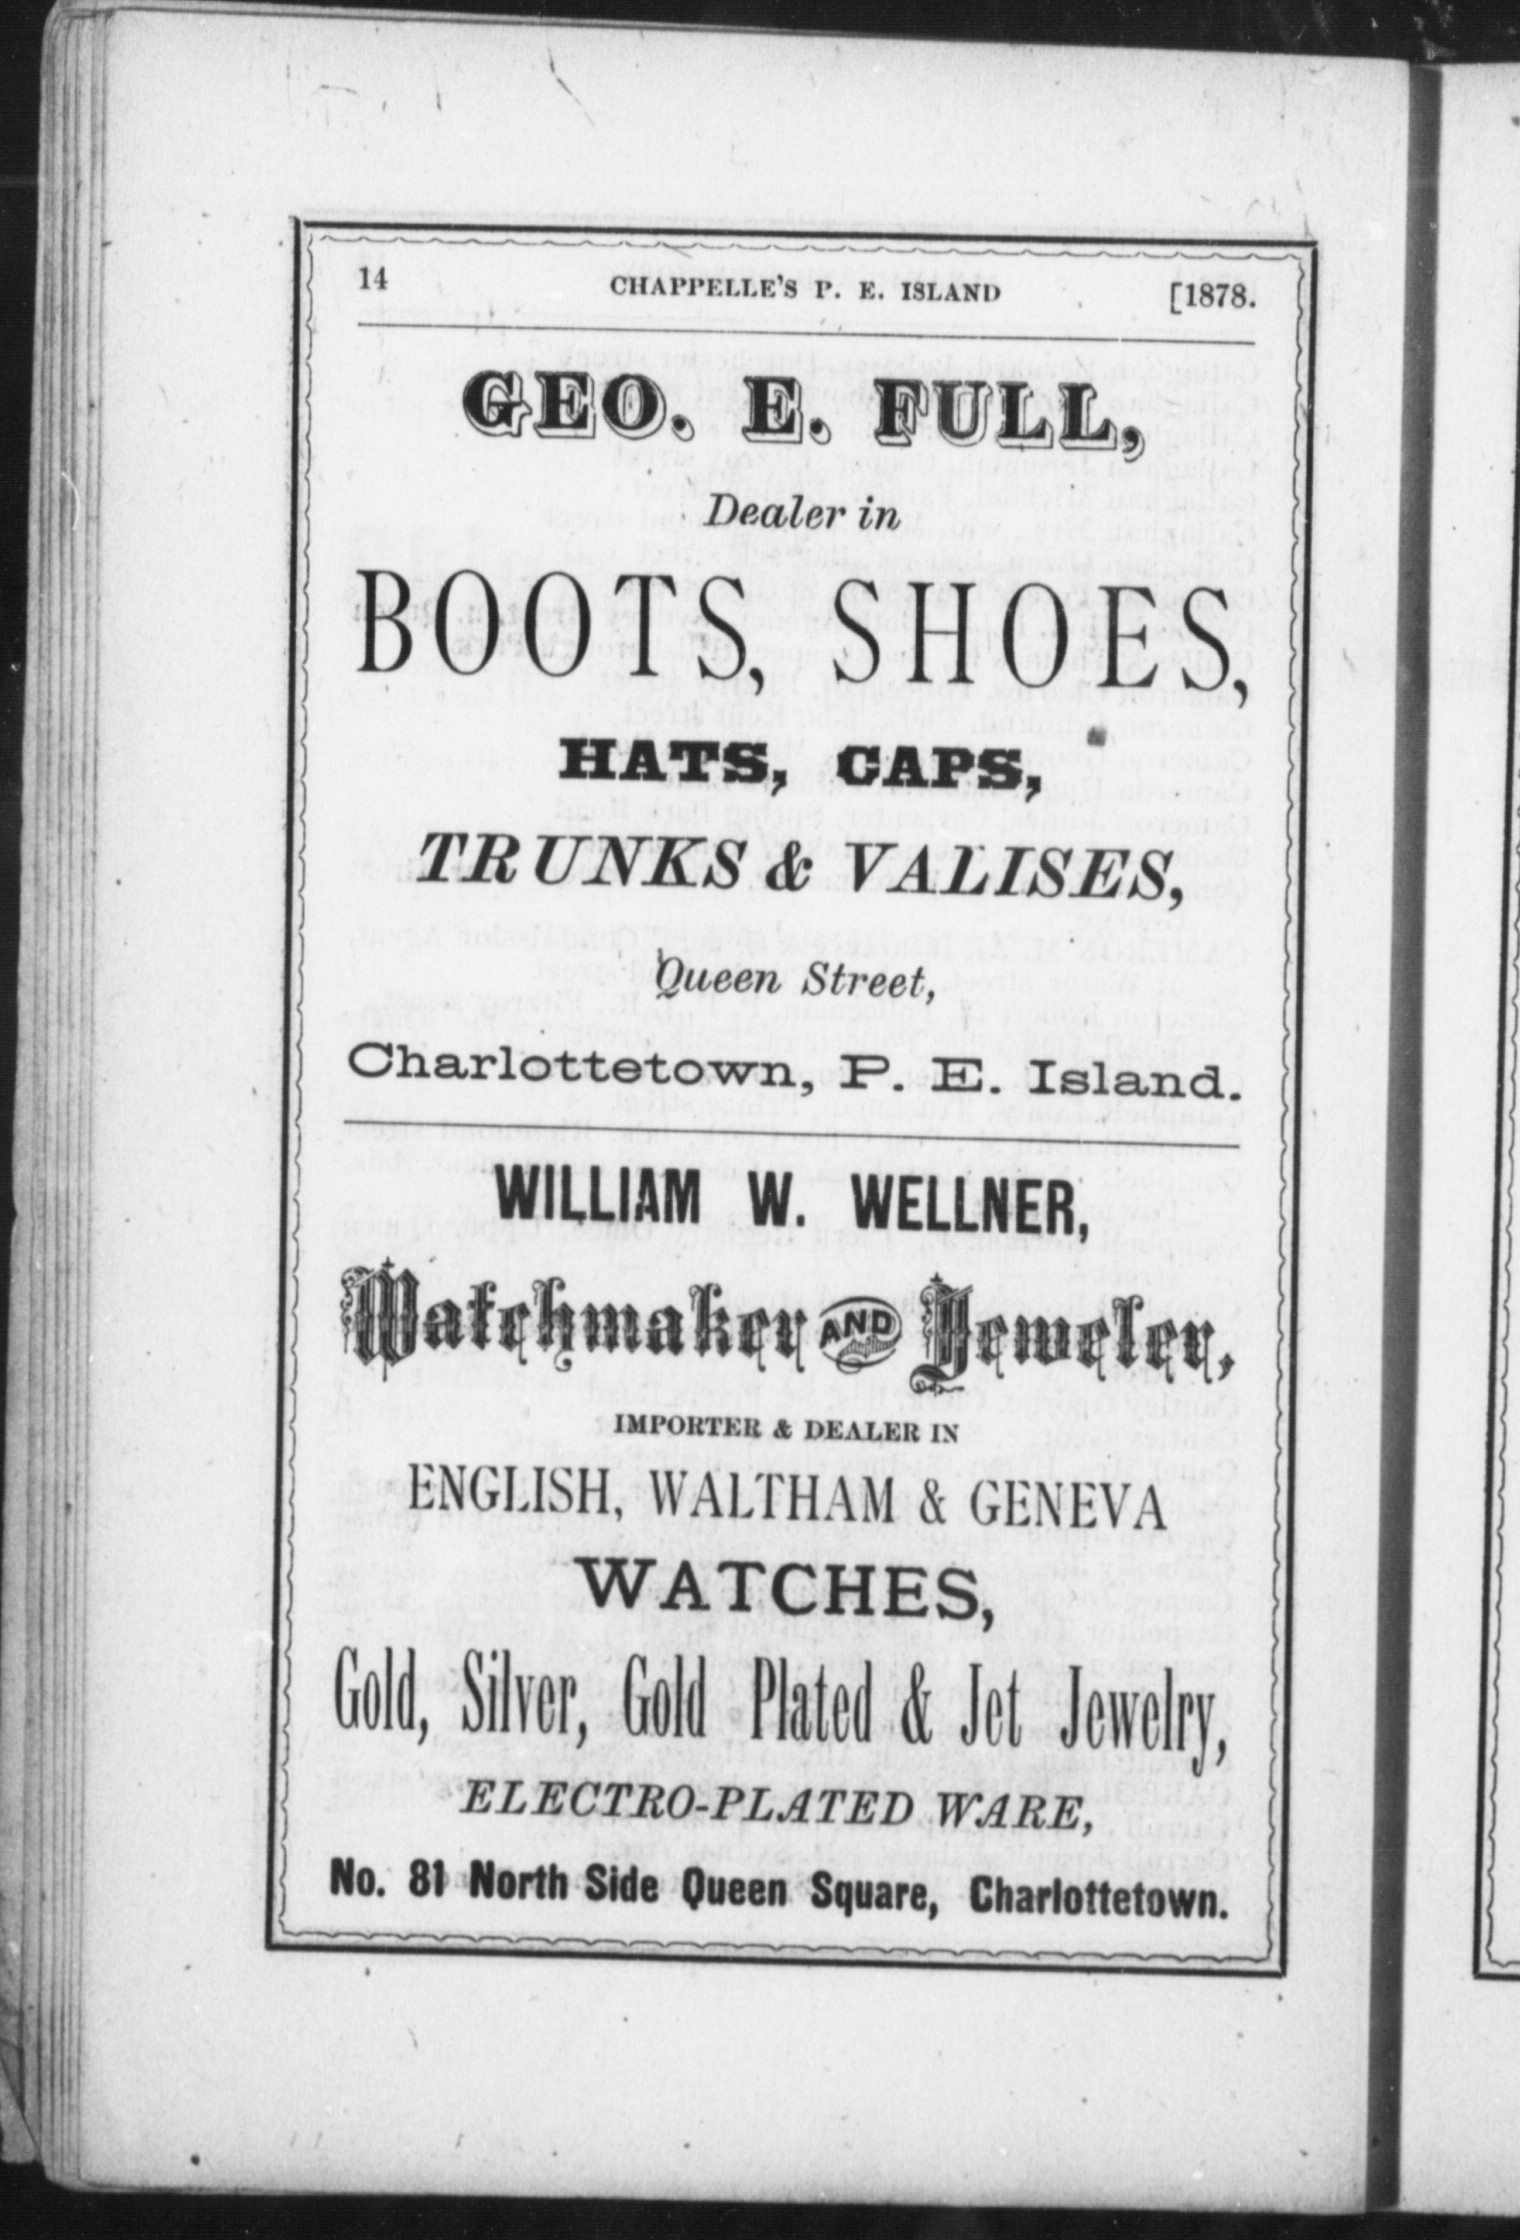 14 CHAPPELLE'S P. E. ISLAND [1878.
GEO. E. FULL,
Dealer in
BOOTS, SHOES,
HATS, CAPS,
TRUNKS & VALISES,
Queen Street,
Charlottetown, P. E. Island.
WILLIAM W. WELLNER,
Watchmaker AND Jeweler,
IMPORTER & DEALER IN
ENGLISH, WALTHAM & GENEVA
WATCHES,
Gold, Silver, Gold Plated & Jet Jewelry,
ELECTRO-PLATED WARE,
No. 81 North Side Queen Square, Charlottetown.